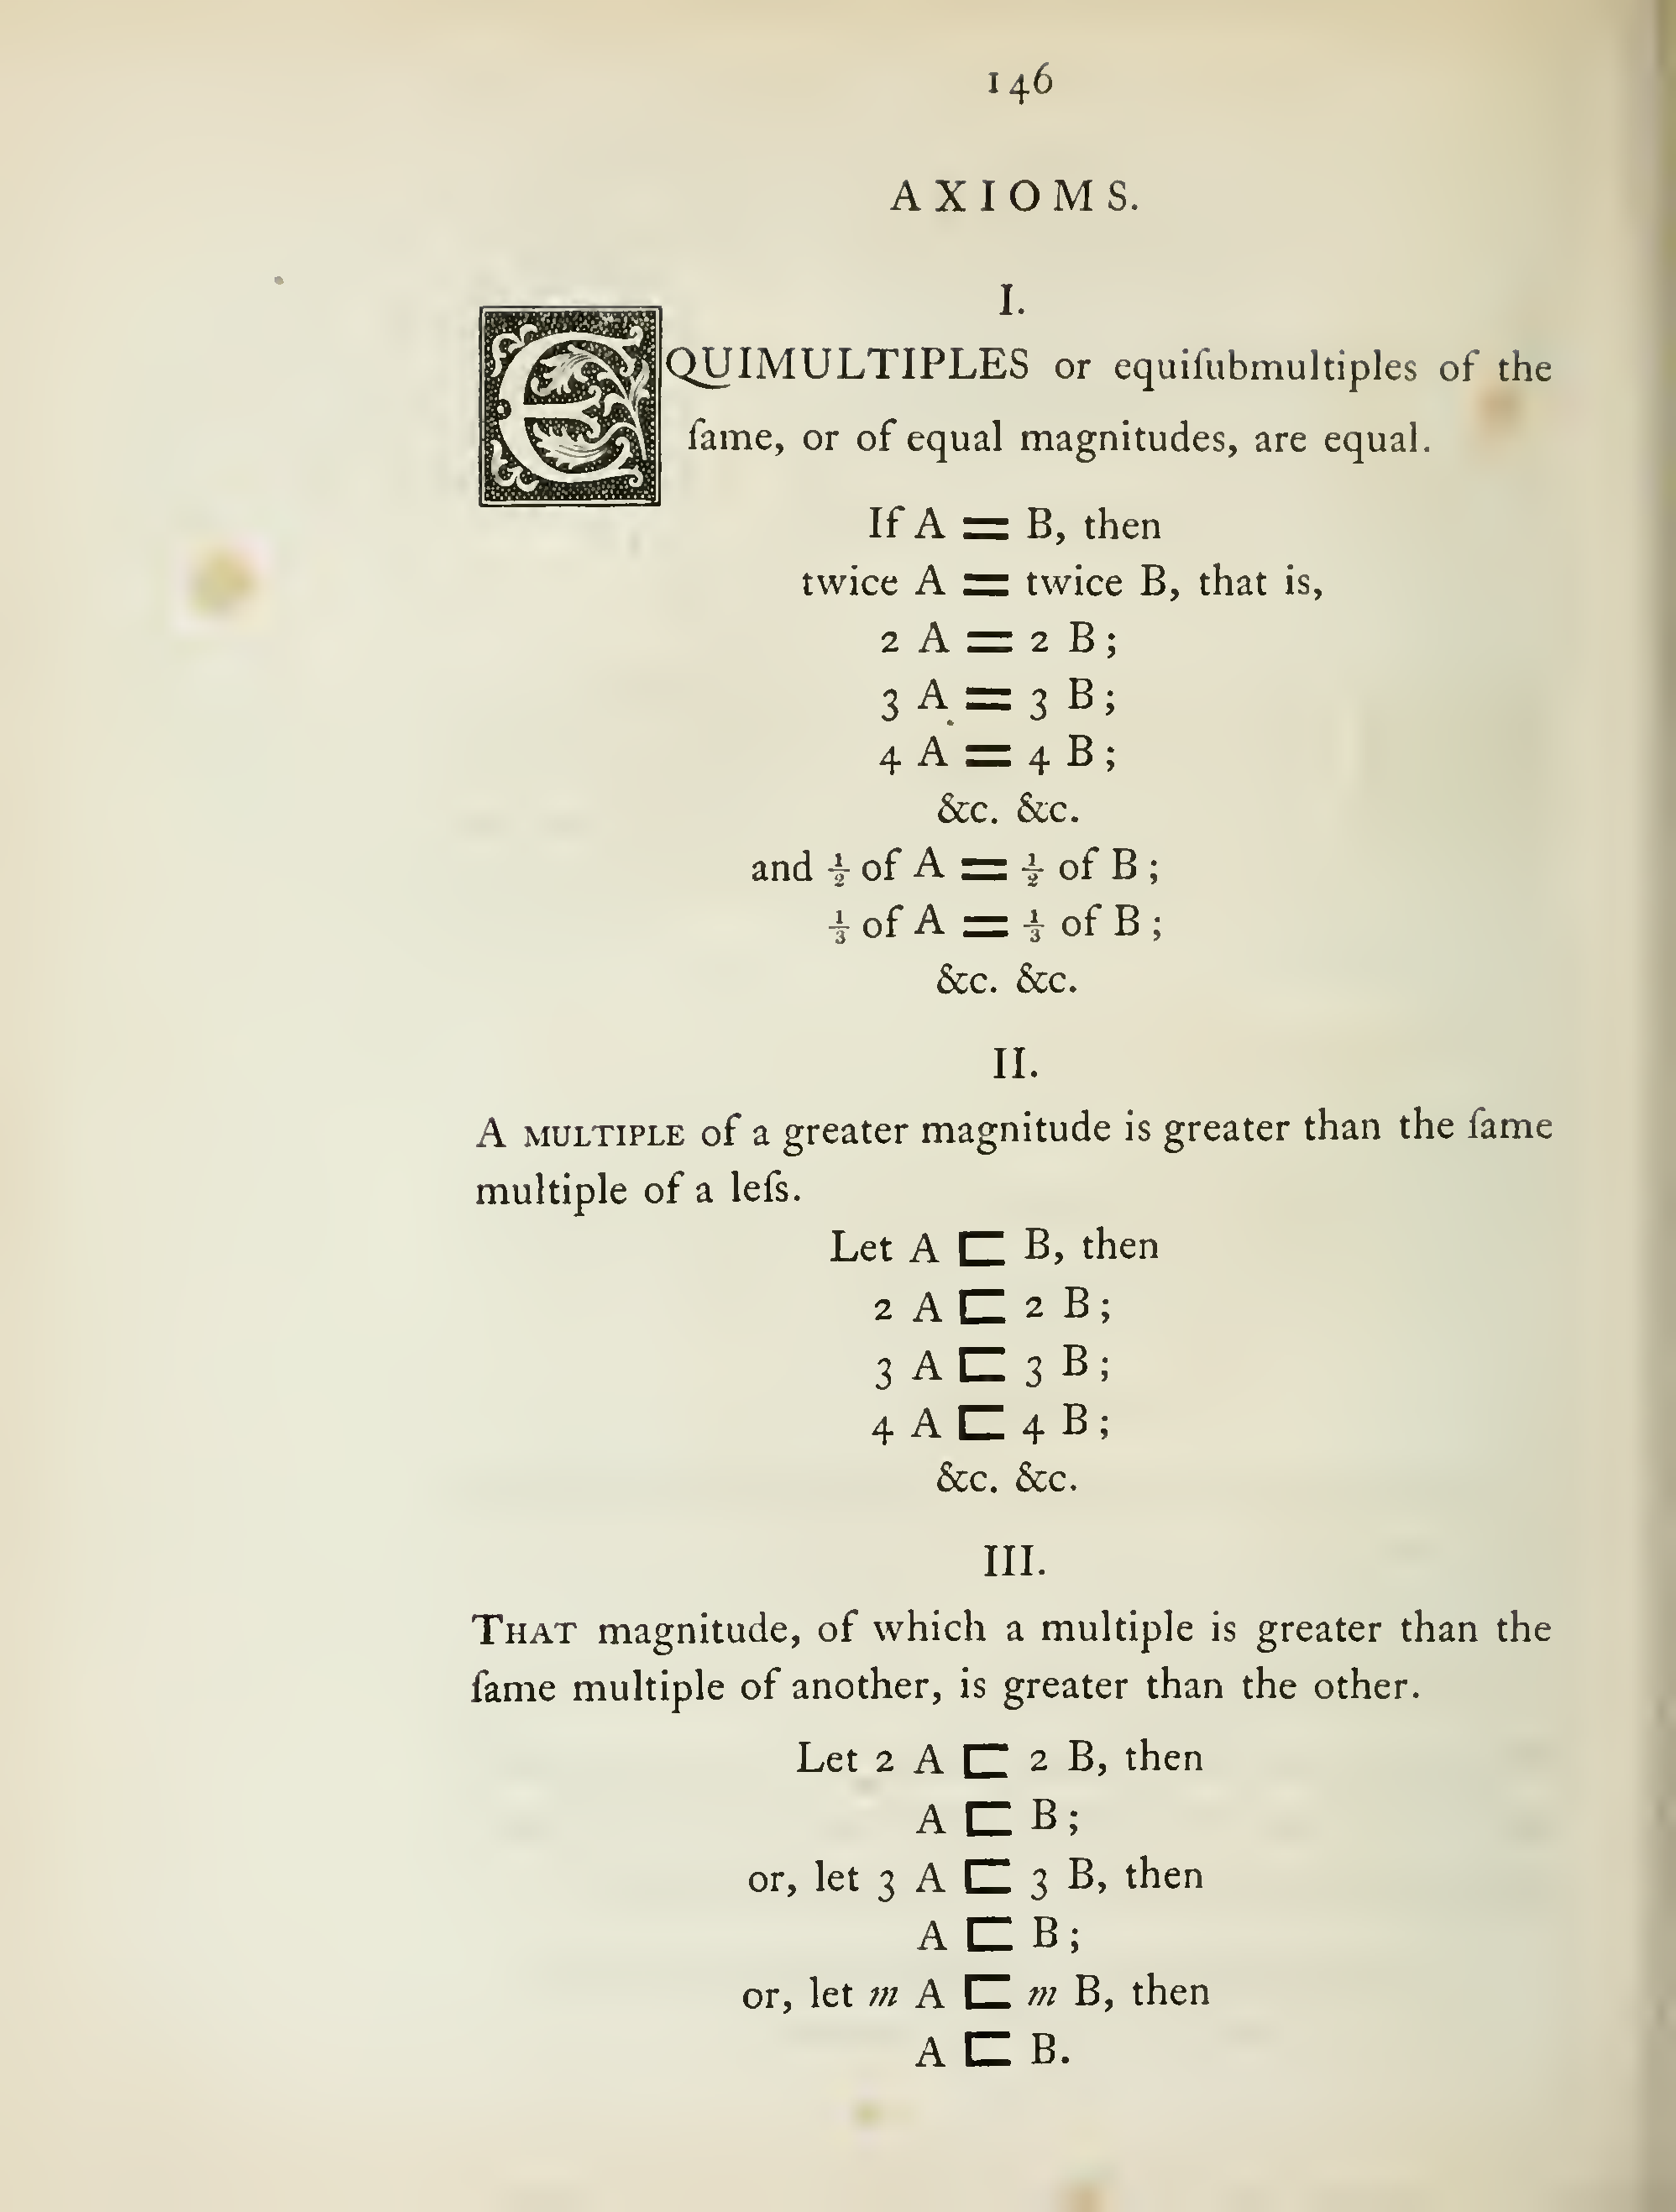 146
AXIOMS.
I.
EQUIMULTIPLES or equiſubmultiples of the
ſame, or of equal magnitudes, are equal.
If A = B, then
twice A = twice B, that is,
2 A = 2 B ;
3 A = 3 B ;
4 A = 4 B ;
&c. &c.
and ½ of A = ½ of B ;
⅓ of A = ⅓ of B ;
&c. &c.
II.
A MULTIPLE of a greater magnitude is greater than the ſame
multiple of a leſs.
Let A ⊏ B, then
2 A ⊏ 2 B ;
3 A ⊏ 3 B ;
4 A ⊏ 4 B ;
&c. &c.
III.
THAT magnitude, of which a multiple is greater than the
ſame multiple of another, is greater than the other.
Let 2 A ⊏ 2 B, then
A ⊏ B ;
or, let 3 A ⊏ 3 B, then
A ⊏ B ;
or, let m A ⊏ m B, then
A ⊏ B.